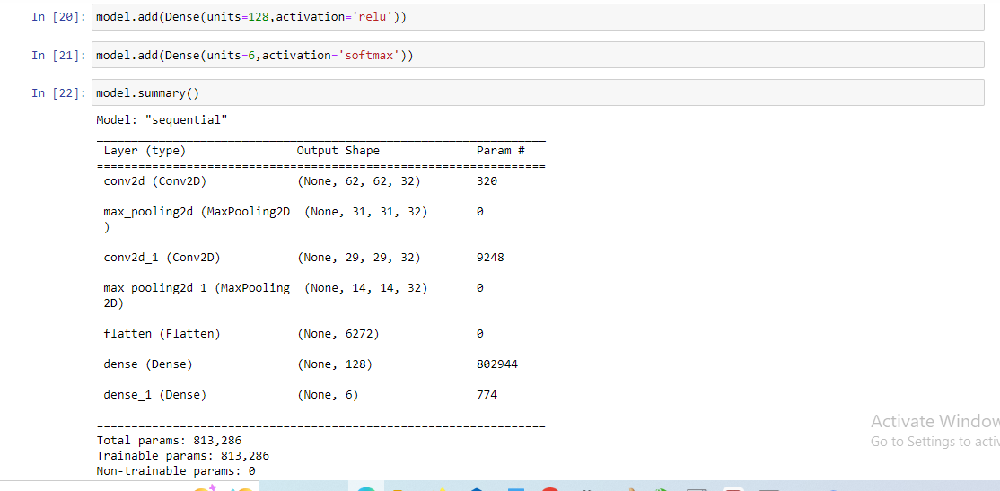 In [20]: model.add(Dense(units=128,activation='relu'))
In [21]: model.add(Dense(units=6,activation='softmax'))
In [22]: model.summary()
Model: "sequential"
Layer (type) Output Shape Param #
conv2d (Conv2D) (None, 62, 62, 32) 320
max_pooling2d (MaxPooling2D (None, 31, 31, 32) 0
)
conv2d_1 (Conv2D) (None, 29, 29, 32) 9248
max_pooling2d_1 (MaxPooling (None, 14, 14, 32) 0
2D)
flatten (Flatten) (None, 6272) 0
dense (Dense) (None, 128) 802944
dense_1 (Dense) (None, 6) 774
Total params: 813,286
Trainable params: 813,286
Non-trainable params: 0
Activate Window
Go to Settings to activ